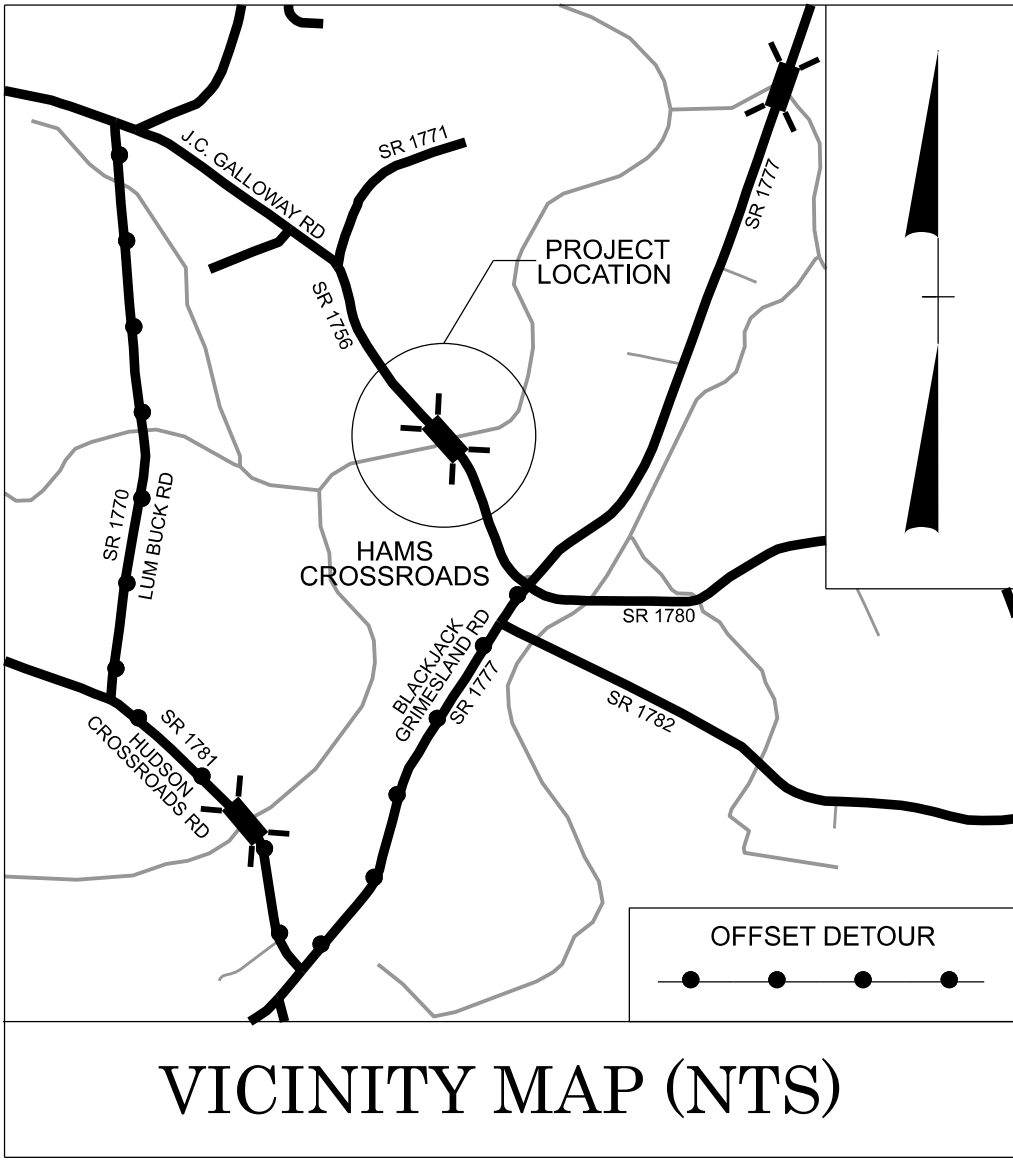 SR 1771
J.C. GALLOWAY RD
SR 1777
PROJECT
LOCATION
SR 1756
SR 1770
LUM BUCK RD
HAMS
CROSSROADS
SR 1780
BLACKJACK
GRIMESLAND RD
SR 1777
SR 1782
SR 1781
HUDSON
CROSSROADS RD
OFFSET DETOUR
VICINITY MAP (NTS)